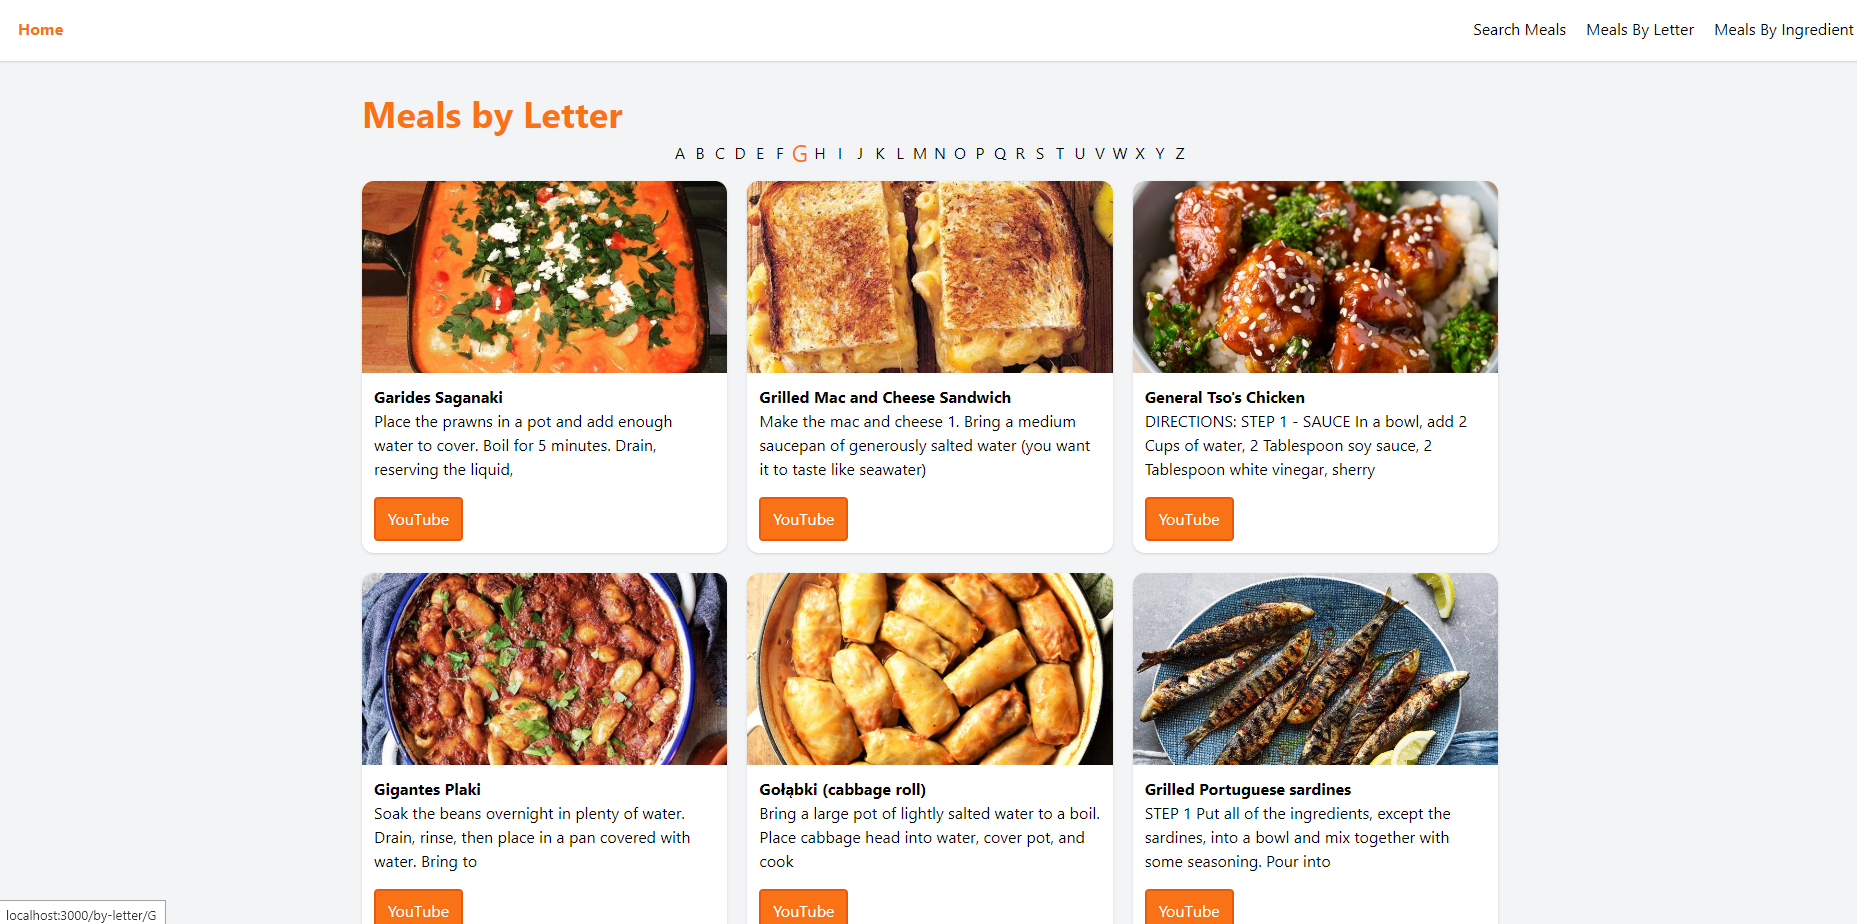 Home
Search Meals Meals By Letter Meals By Ingredient
Meals by Letter
A B C D E F G H I J K L M N O P Q R S T U V W X Y Z
Garides Saganaki
Place the prawns in a pot and add enough
water to cover. Boil for 5 minutes. Drain,
reserving the liquid,
YouTube
Grilled Mac and Cheese Sandwich
Make the mac and cheese 1. Bring a medium
saucepan of generously salted water (you want
it to taste like seawater)
YouTube
General Tso's Chicken
DIRECTIONS: STEP 1 - SAUCE In a bowl, add 2
Cups of water, 2 Tablespoon soy sauce, 2
Tablespoon white vinegar, sherry
YouTube
Gigantes Plaki
Soak the beans overnight in plenty of water.
Drain, rinse, then place in a pan covered with
water. Bring to
YouTube
Gołąbki (cabbage roll)
Bring a large pot of lightly salted water to a boil.
Place cabbage head into water, cover pot, and
cook
YouTube
Grilled Portuguese sardines
STEP 1 Put all of the ingredients, except the
sardines, into a bowl and mix together with
some seasoning. Pour into
YouTube
localhost:3000/by-letter/G